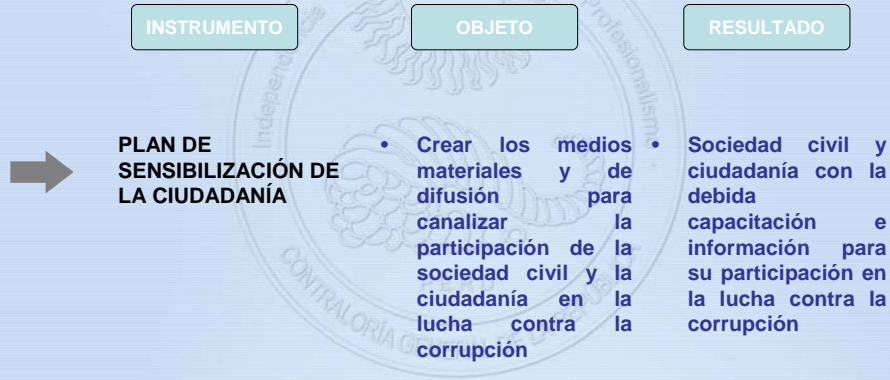 INSTRUMENTO
OBJETO
RESULTADO
PLAN DE
SENSIBILIZACIÓN DE
LA CIUDADANÍA
• Crear los medios
materiales y de
difusión para
canalizar la
participación de la
sociedad civil y la
ciudadanía en la
lucha contra la
corrupción
• Sociedad civil y
ciudadanía con la
debida
capacitación e
información para
su participación en
la lucha contra la
corrupción
Profesionalismo
PERÚ